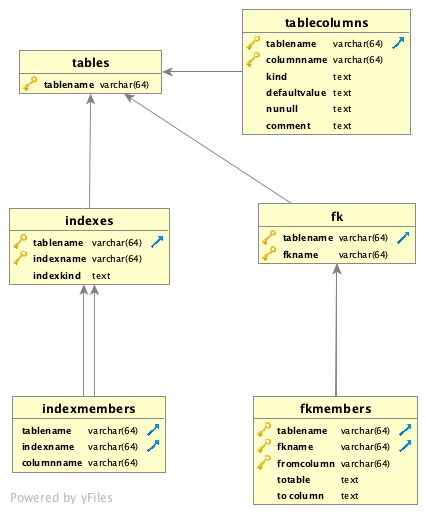 tablecolumns
tablename varchar(64)
columnname varchar(64)
kind text
defaultvalue text
nunull text
comment text
tables
tablename varchar(64)
indexes
tablename varchar(64)
indexname varchar(64)
indexkind text
fk
tablename varchar(64)
fkname varchar(64)
indexmembers
tablename varchar(64)
indexname varchar(64)
columnname varchar(64)
fkmembers
tablename varchar(64)
fkname varchar(64)
fromcolumn varchar(64)
totable text
to column text
Powered by yFiles